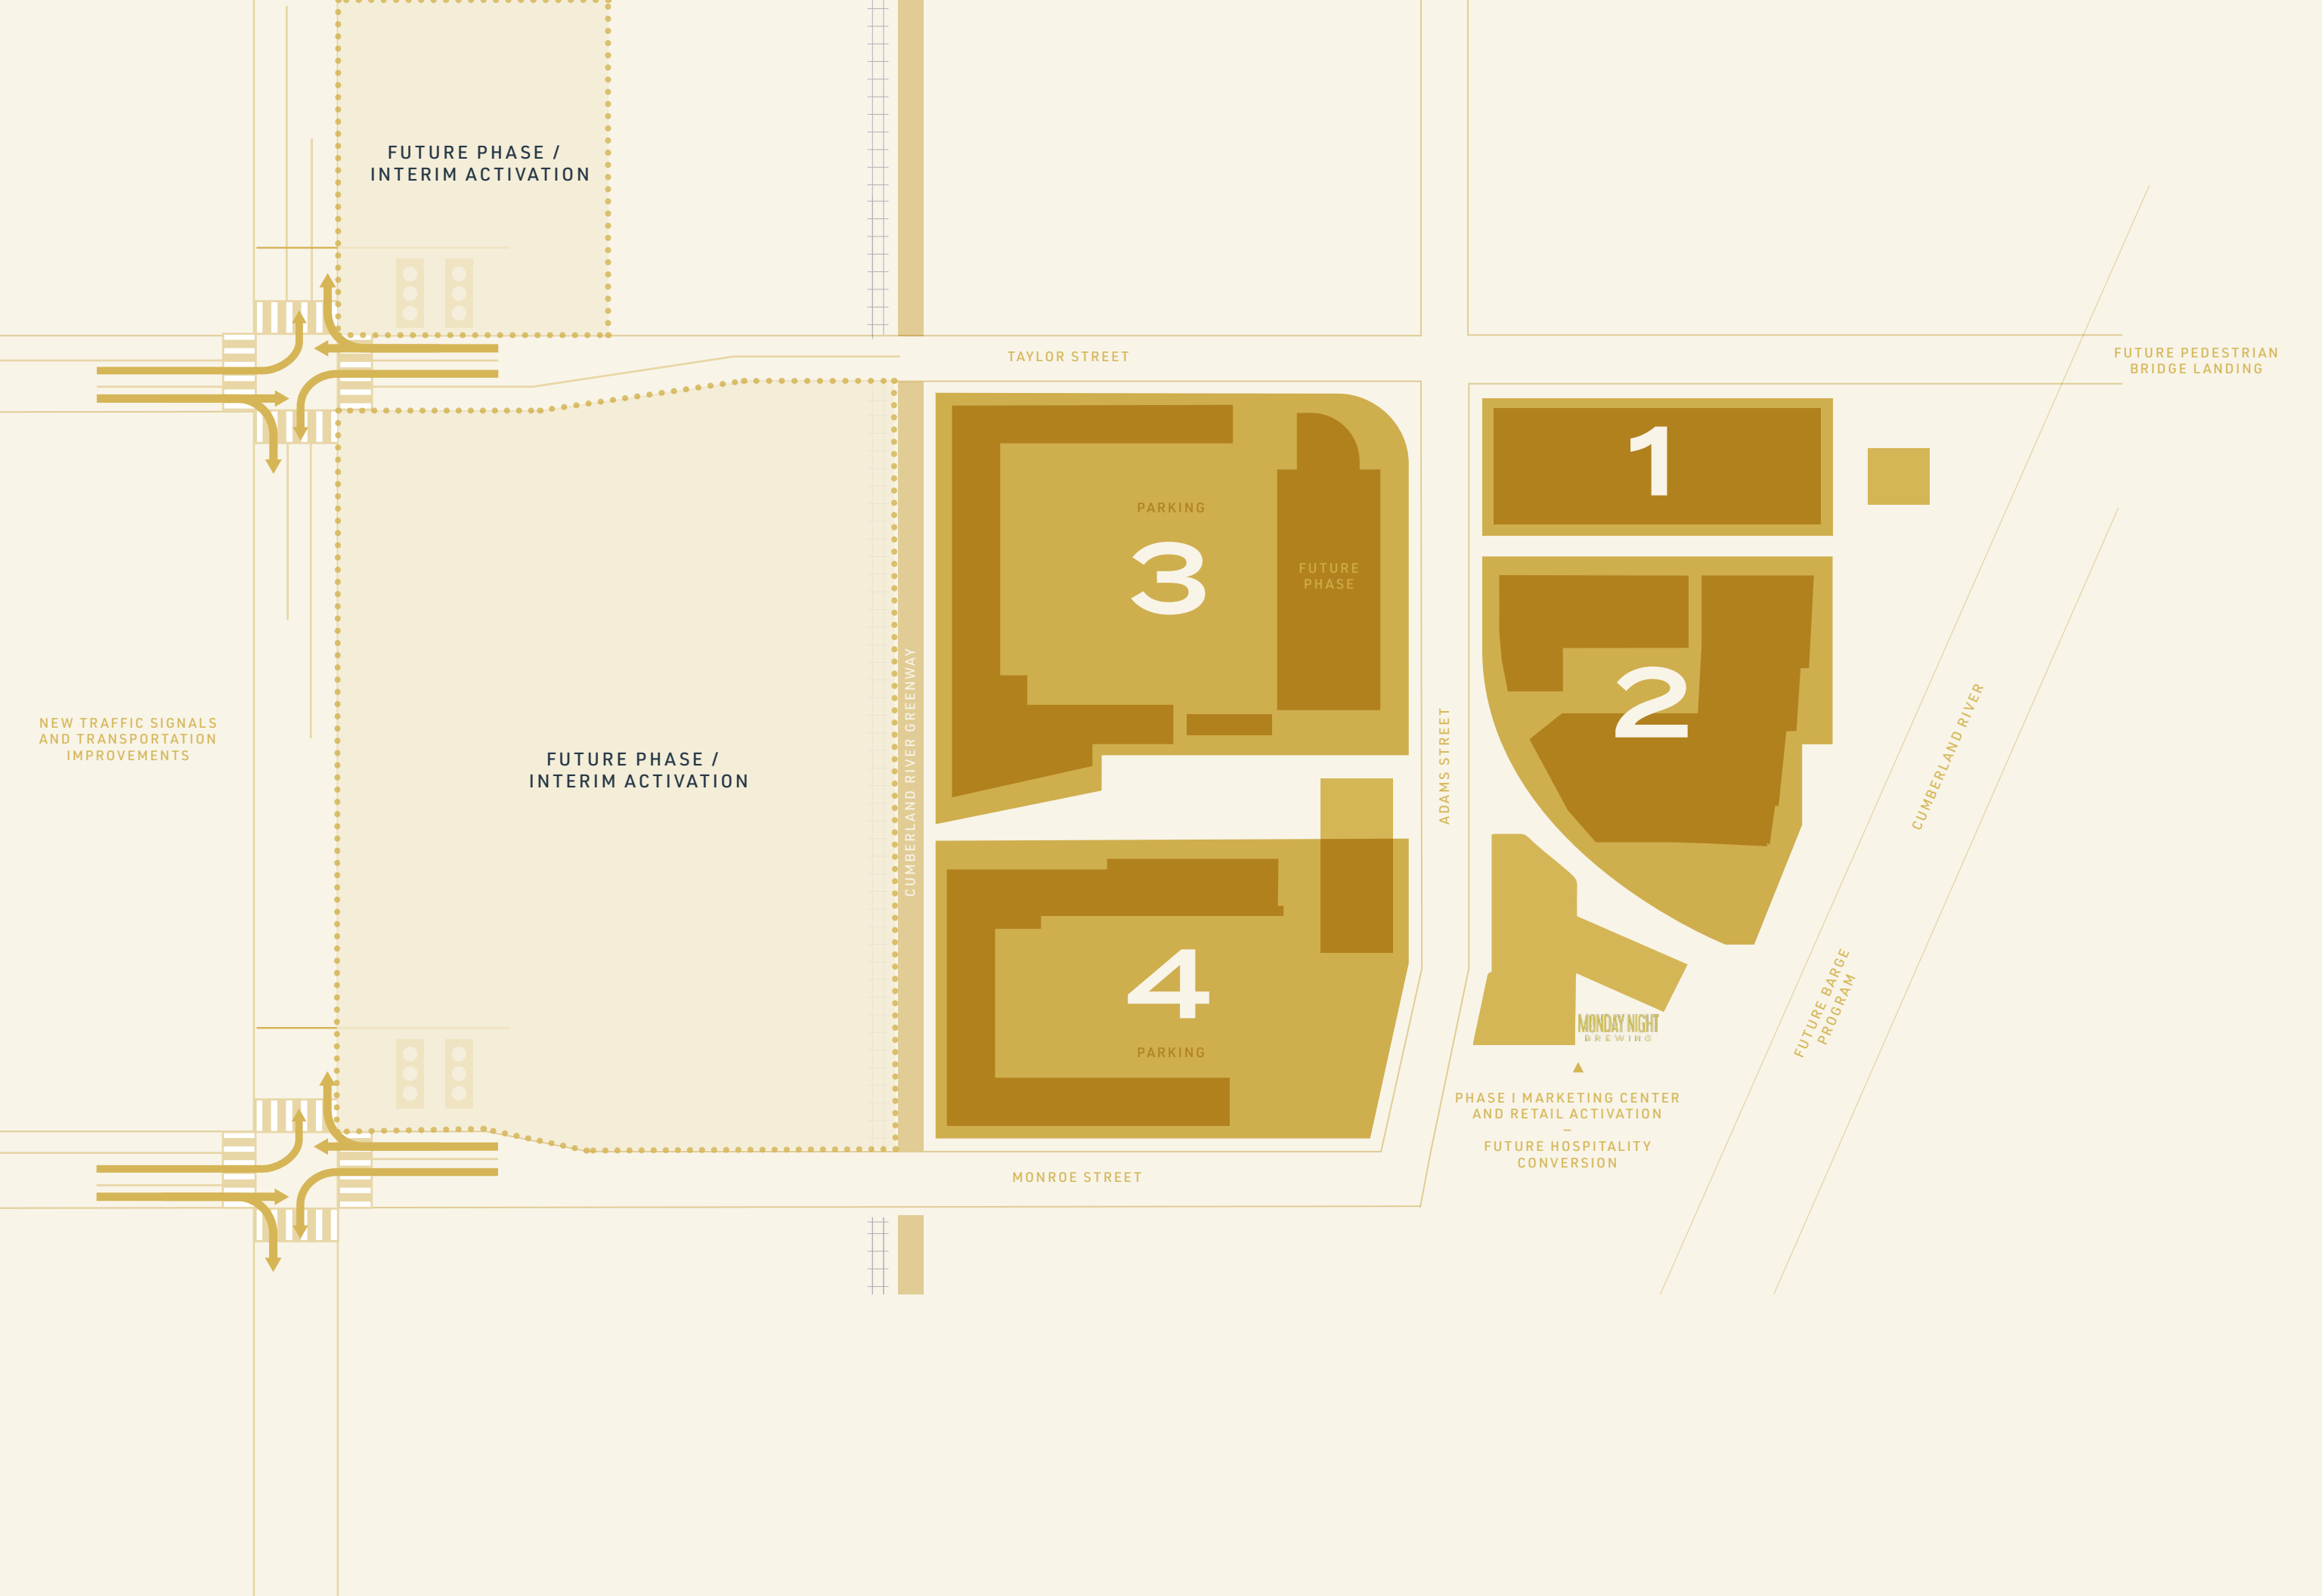 FUTURE PHASE /
INTERIM ACTIVATION
TAYLOR STREET
FUTURE PEDESTRIAN
BRIDGE LANDING
1
PARKING
3
FUTURE
PHASE
2
NEW TRAFFIC SIGNALS
AND TRANSPORTATION
IMPROVEMENTS
FUTURE PHASE /
INTERIM ACTIVATION
CUMBERLAND RIVER GREENWAY
ADAMS STREET
CUMBERLAND RIVER
4
PARKING
MONDAY NIGHT
BREWING
FUTURE BARGE
PROGRAM
PHASE I MARKETING CENTER
AND RETAIL ACTIVATION
–
FUTURE HOSPITALITY
CONVERSION
MONROE STREET